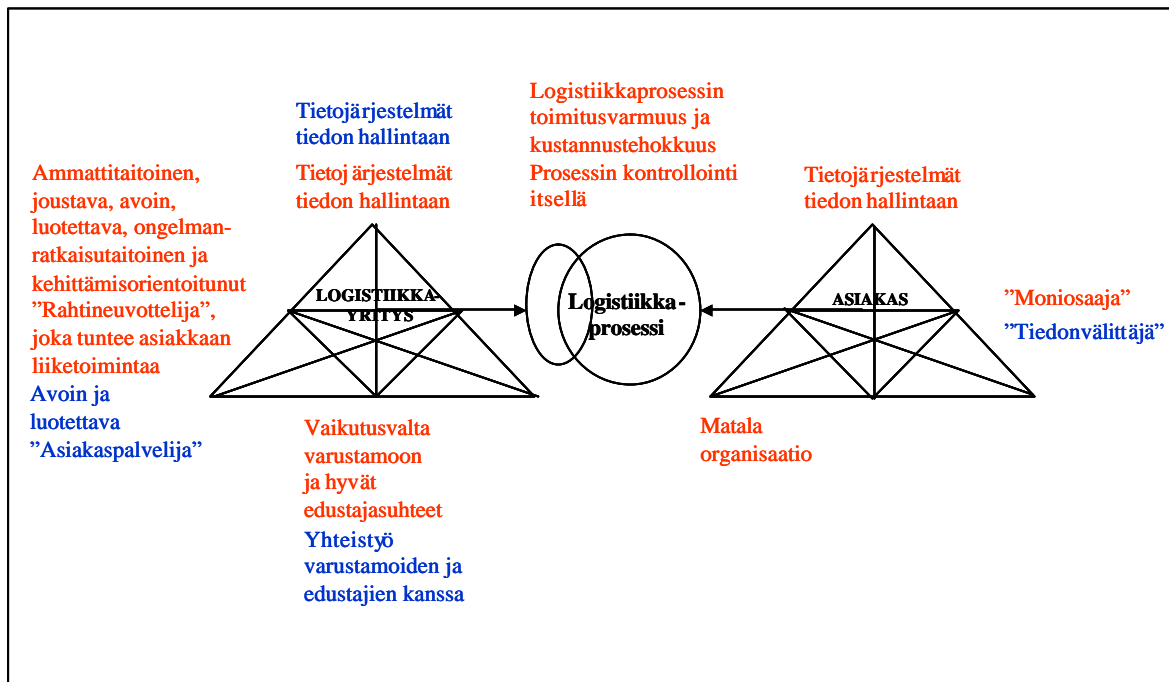 Tietojärjestelmät
tiedon hallintaan
Tietojärjestelmät
tiedon hallintaan
Logistiikkaprosessin
toimitusvarmuus ja
kustannustehokkuus
Prosessin kontrollointi
itsellä
Tietojärjestelmät
tiedon hallintaan
Ammattitaitoinen,
joustava, avoin,
luotettava, ongelman-
ratkaisutaitoinen ja
kehittämisorientoitunut
”Rahtineuvottelija”,
joka tuntee asiakkaan
liiketoimintaa
Avoin ja
luotettava
”Asiakaspalvelija”
LOGISTIIKKA-
YRITYS
Logistiikka-
prosessi
ASIAKAS
”Moniosaaja”
”Tiedonvälittäjä”
Vaikutusvalta
varustamoon
ja hyvät
edustajasuhteet
Yhteistyö
varustamoiden ja
edustajien kanssa
Matala
organisaatio